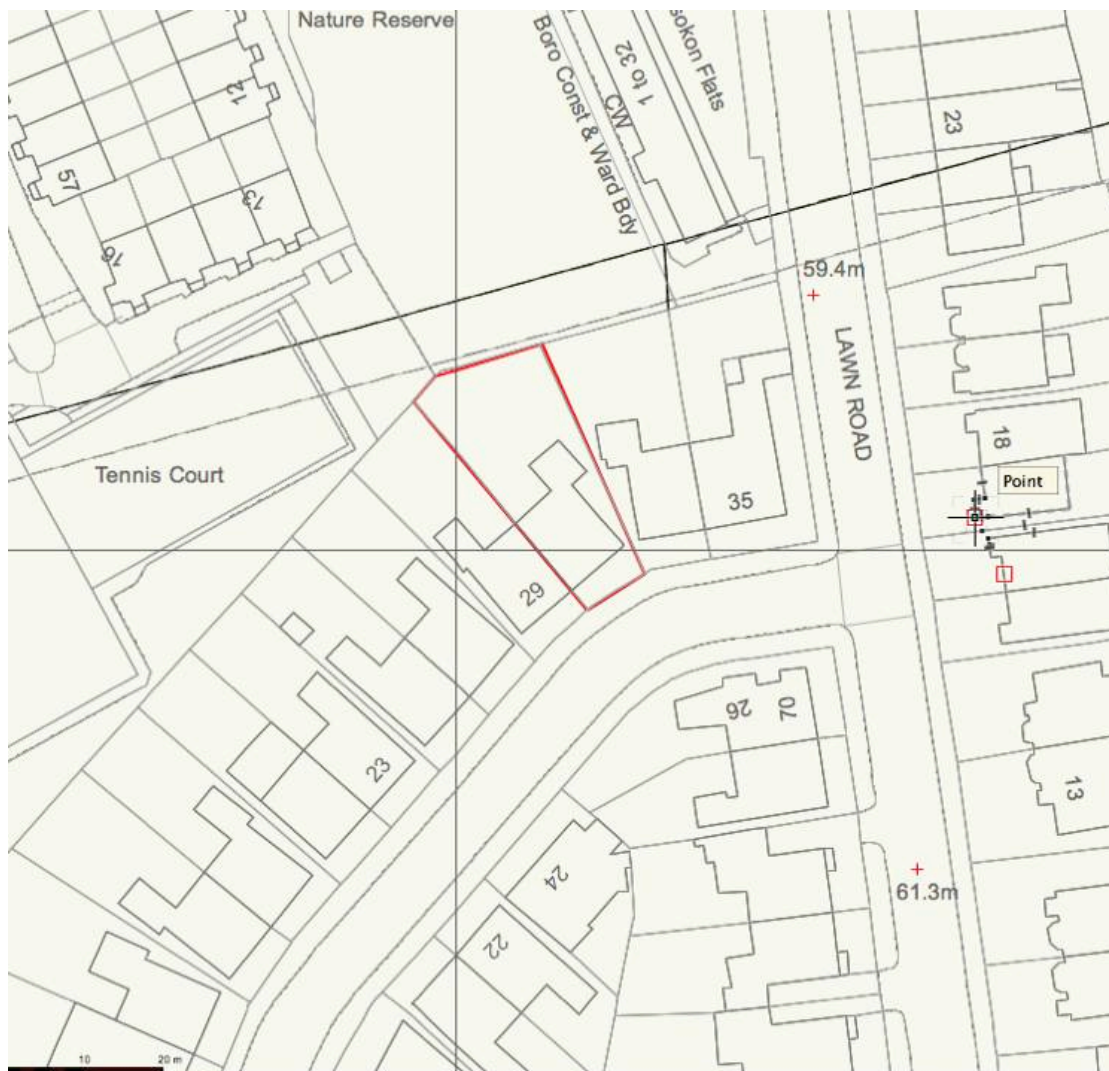 Nature Reserve
Boro Const & Ward Bdy
CW
1 to 32
sokon Flats
12
23
57
13
16
59.4m
LAWN ROAD
Tennis Court
18
Point
35
29
26
70
23
13
24
61.3m
22
10
20 m